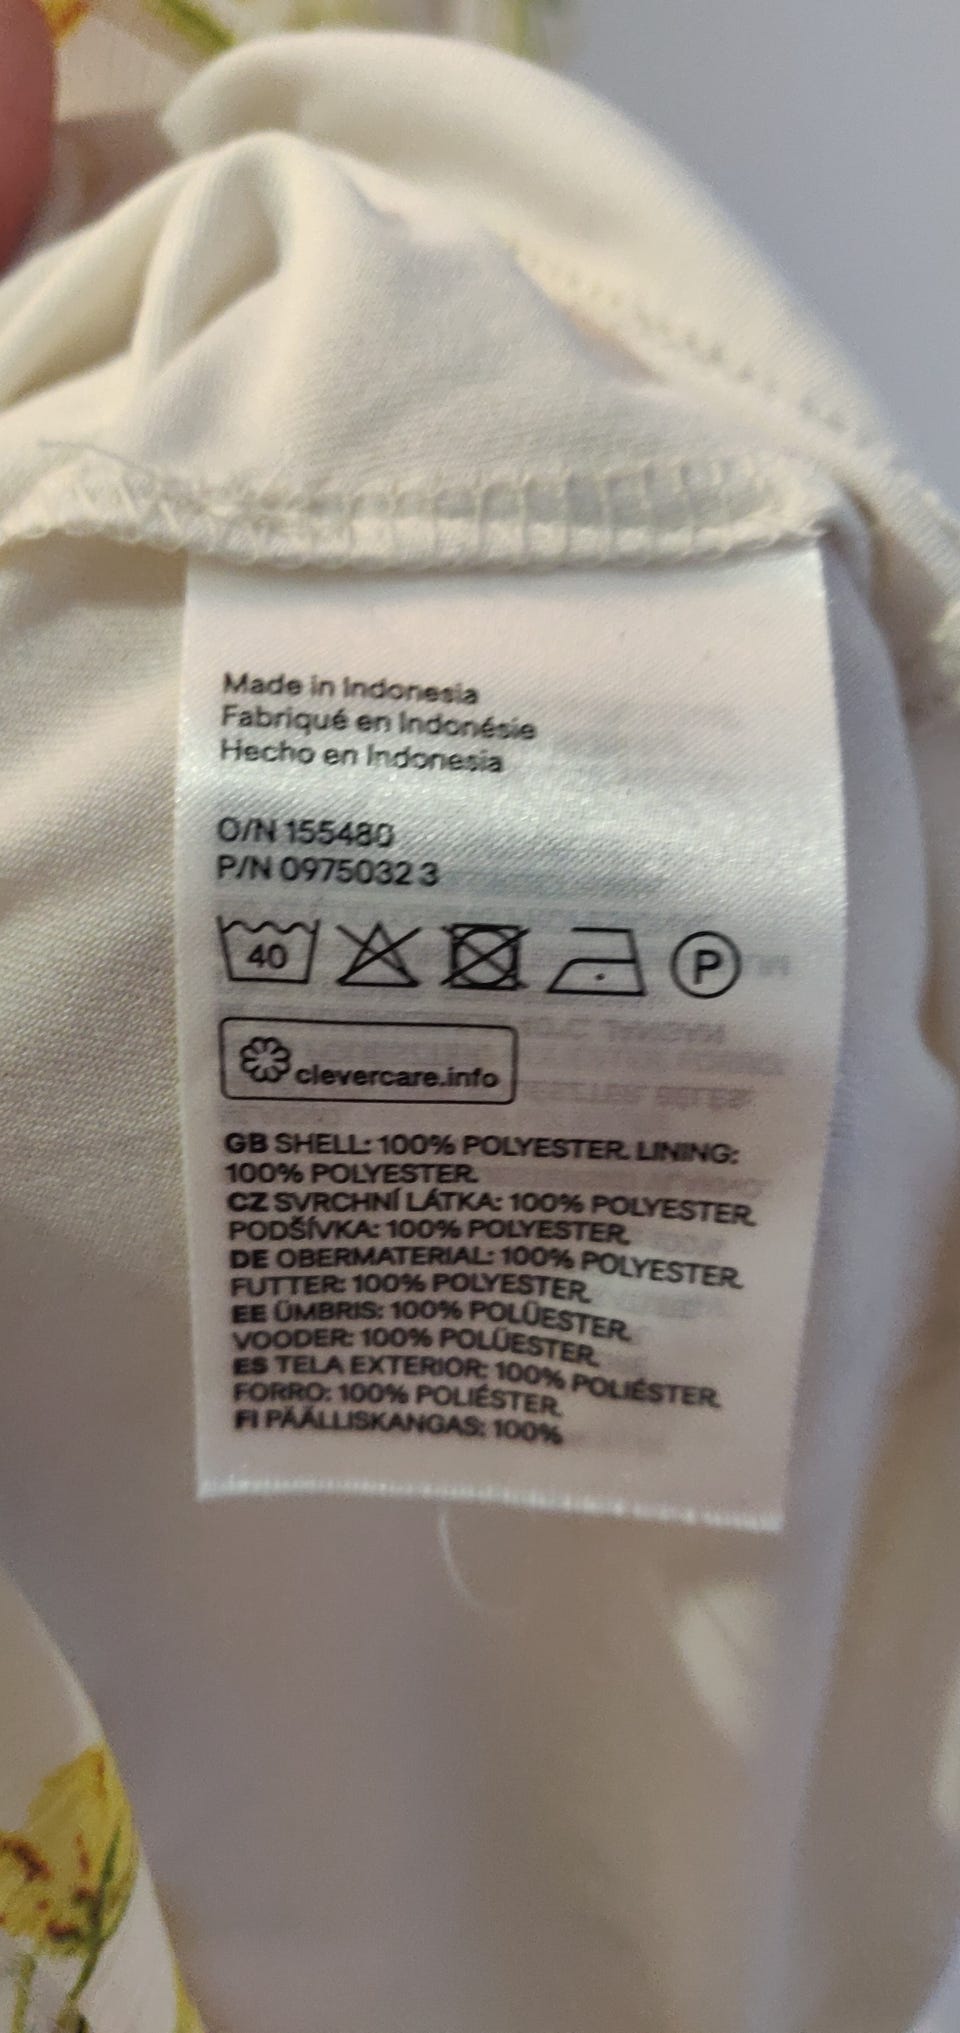 Made in Indonesia
Fabriqué en Indonésie
Hecho en Indonesia
O/N 155480
P/N 0975032 3
40
P
clevercare.info
GB SHELL: 100% POLYESTER. LINING:
100% POLYESTER.
CZ SVRCHNÍ LÁTKA: 100% POLYESTER.
PODŠÍVKA: 100% POLYESTER.
DE OBERMATERIAL: 100% POLYESTER.
FUTTER: 100% POLYESTER.
EE ÜMBRIS: 100% POLÜESTER.
VOODER: 100% POLÜESTER.
ES TELA EXTERIOR: 100% POLIÉSTER.
FORRO: 100% POLIÉSTER.
FI PÄÄLLISKANGAS: 100%